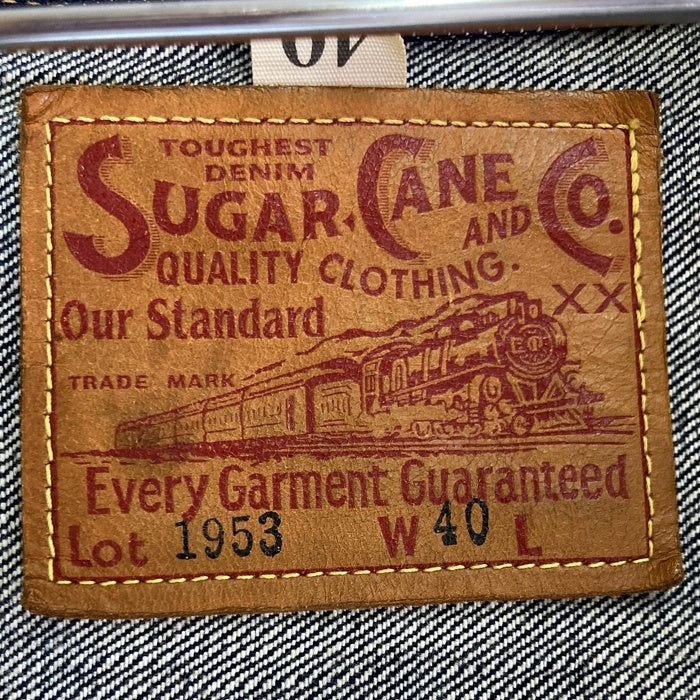 40
TOUGHEST
DENIM
SUGAR CANE AND CO.
QUALITY CLOTHING.
XX
Our Standard
TRADE MARK
Every Garment Guaranteed
Lot 1953 W 40 L